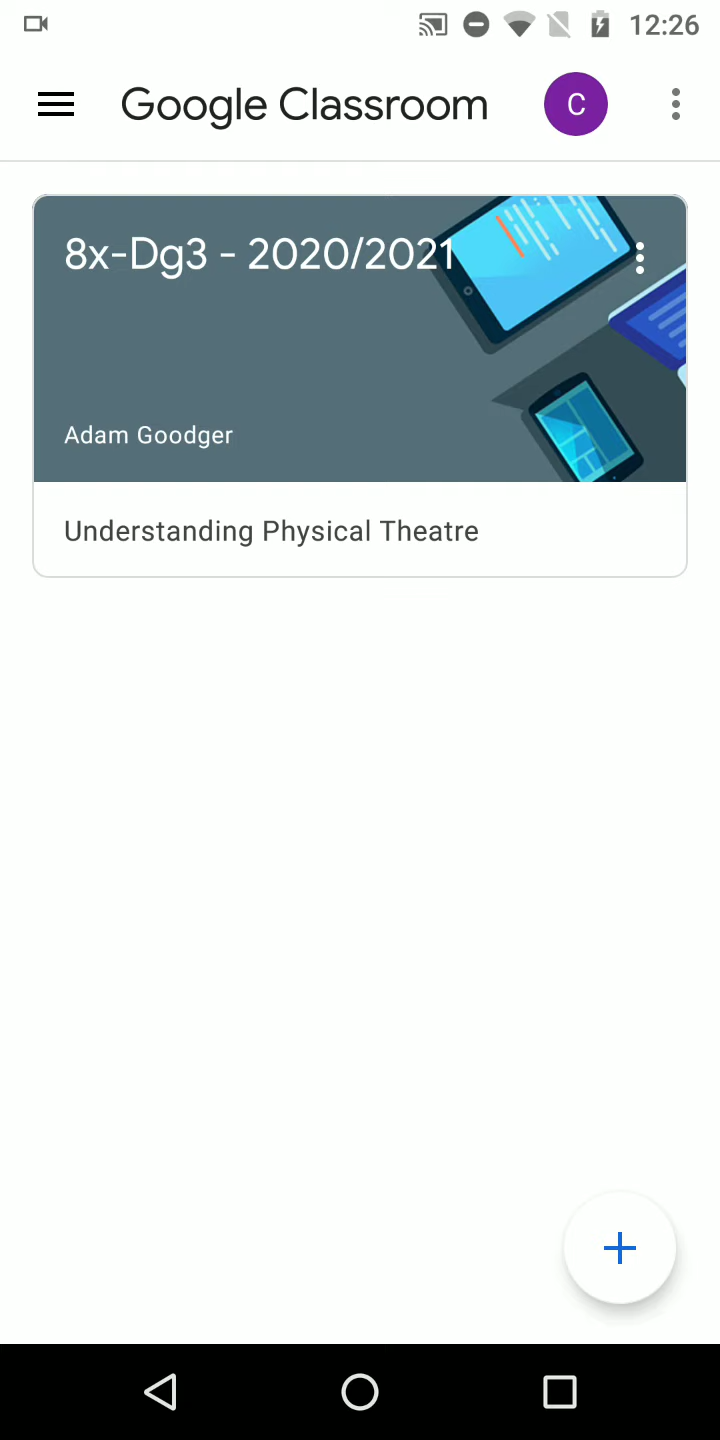 12:26
Google Classroom
C
8x-Dg3 - 2020/2021
Adam Goodger
Understanding Physical Theatre